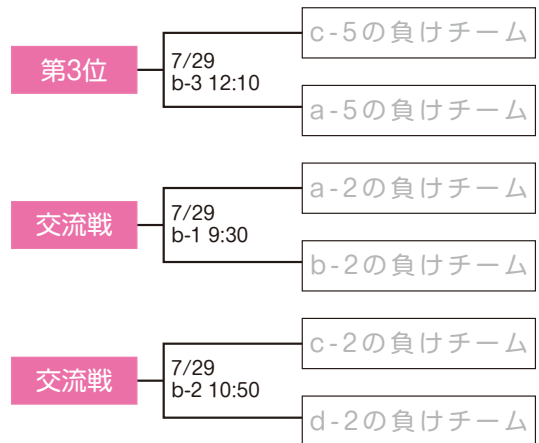 c-5の負けチーム
第3位
7/29
b-3 12:10
a-5の負けチーム
a-2の負けチーム
交流戦
7/29
b-1 9:30
b-2の負けチーム
c-2の負けチーム
交流戦
7/29
b-2 10:50
d-2の負けチーム